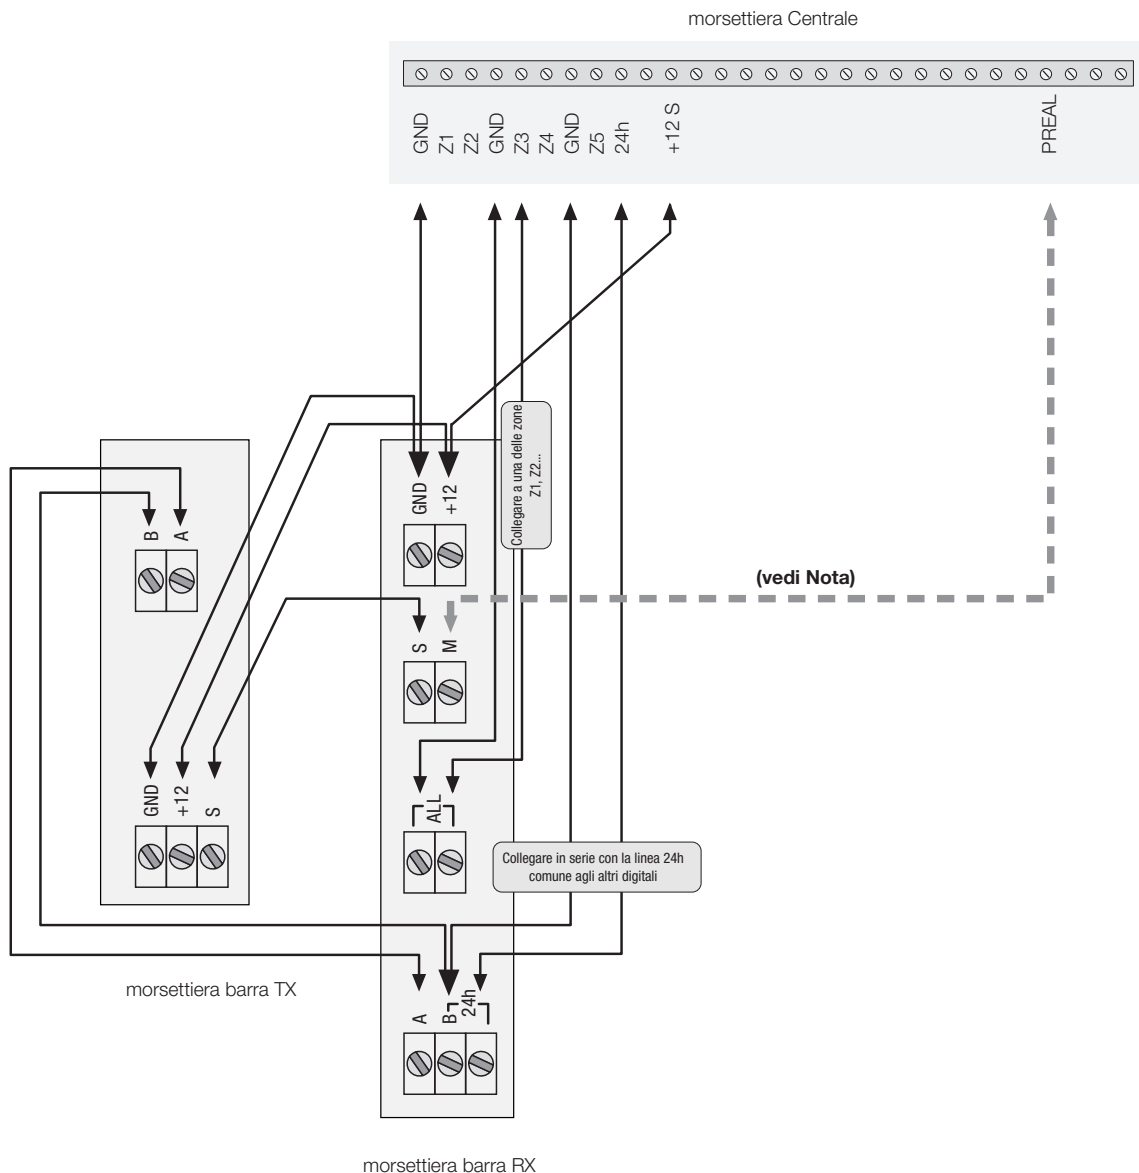 morsettiera Centrale
GND
Z1
Z2
GND
Z3
Z4
GND
Z5
24h
+12 S
PREAL
Collegare a una delle zone
Z1, Z2...
GND
+12
B
A
(vedi Nota)
S
M
GND
+12
S
ALL
Collegare in serie con la linea 24h
comune agli altri digitali
morsettiera barra TX
A
B
24h
morsettiera barra RX